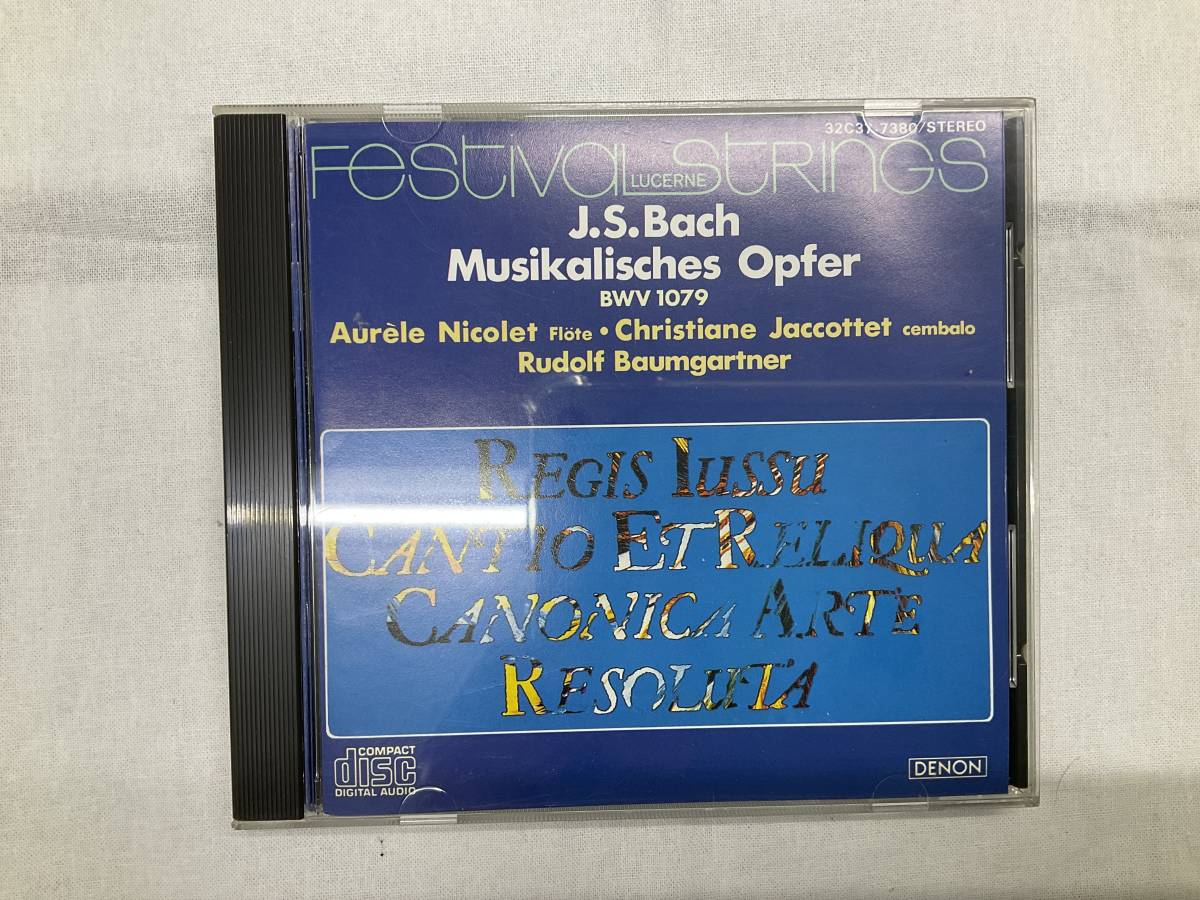 32C37-7380/STEREO
Festival Strings
LUCERNE
J.S.Bach
Musikalisches Opfer
BWV 1079
Aurèle Nicolet Flöte • Christiane Jaccottet cembalo
Rudolf Baumgartner
REGIS IUSSU
CANTIO ET RELIQUA
CANONICA ARTE
RESOLUTA
COMPACT
disc
DIGITAL AUDIO
DENON